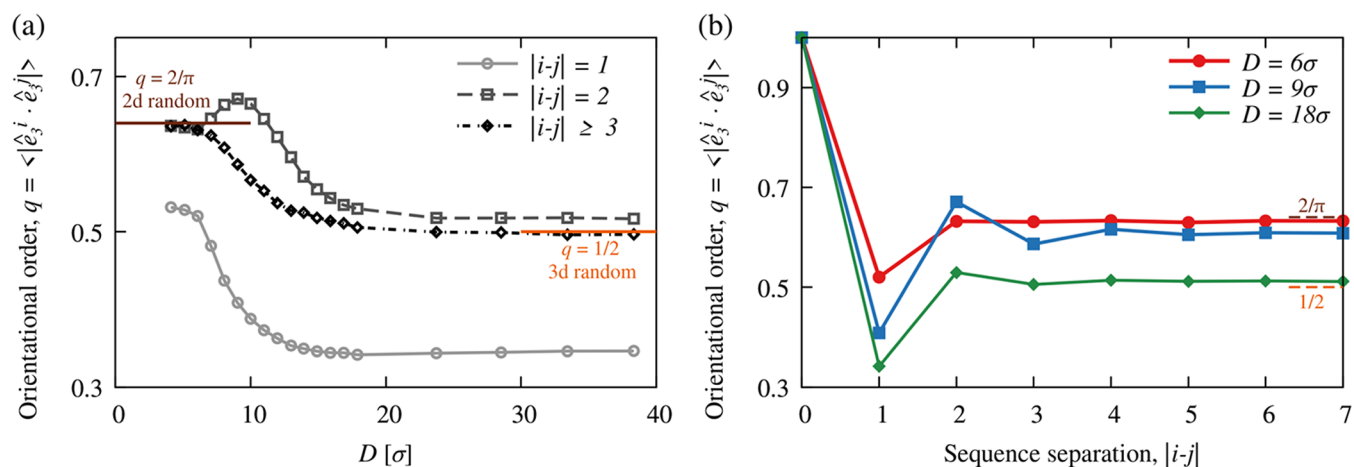 (a)
Orientational order, q = <|ê₃ⁱ · ê₃ʲ|>
0.7
0.5
0.3
q = 2/π
2d random
|i-j| = 1
|i-j| = 2
|i-j| ≥ 3
q = 1/2
3d random
0 10 20 30 40
D [σ]
(b)
Orientational order, q = <|ê₃ⁱ · ê₃ʲ|>
0.9
0.7
0.5
0.3
D = 6σ
D = 9σ
D = 18σ
2/π
1/2
0 1 2 3 4 5 6 7
Sequence separation, |i-j|